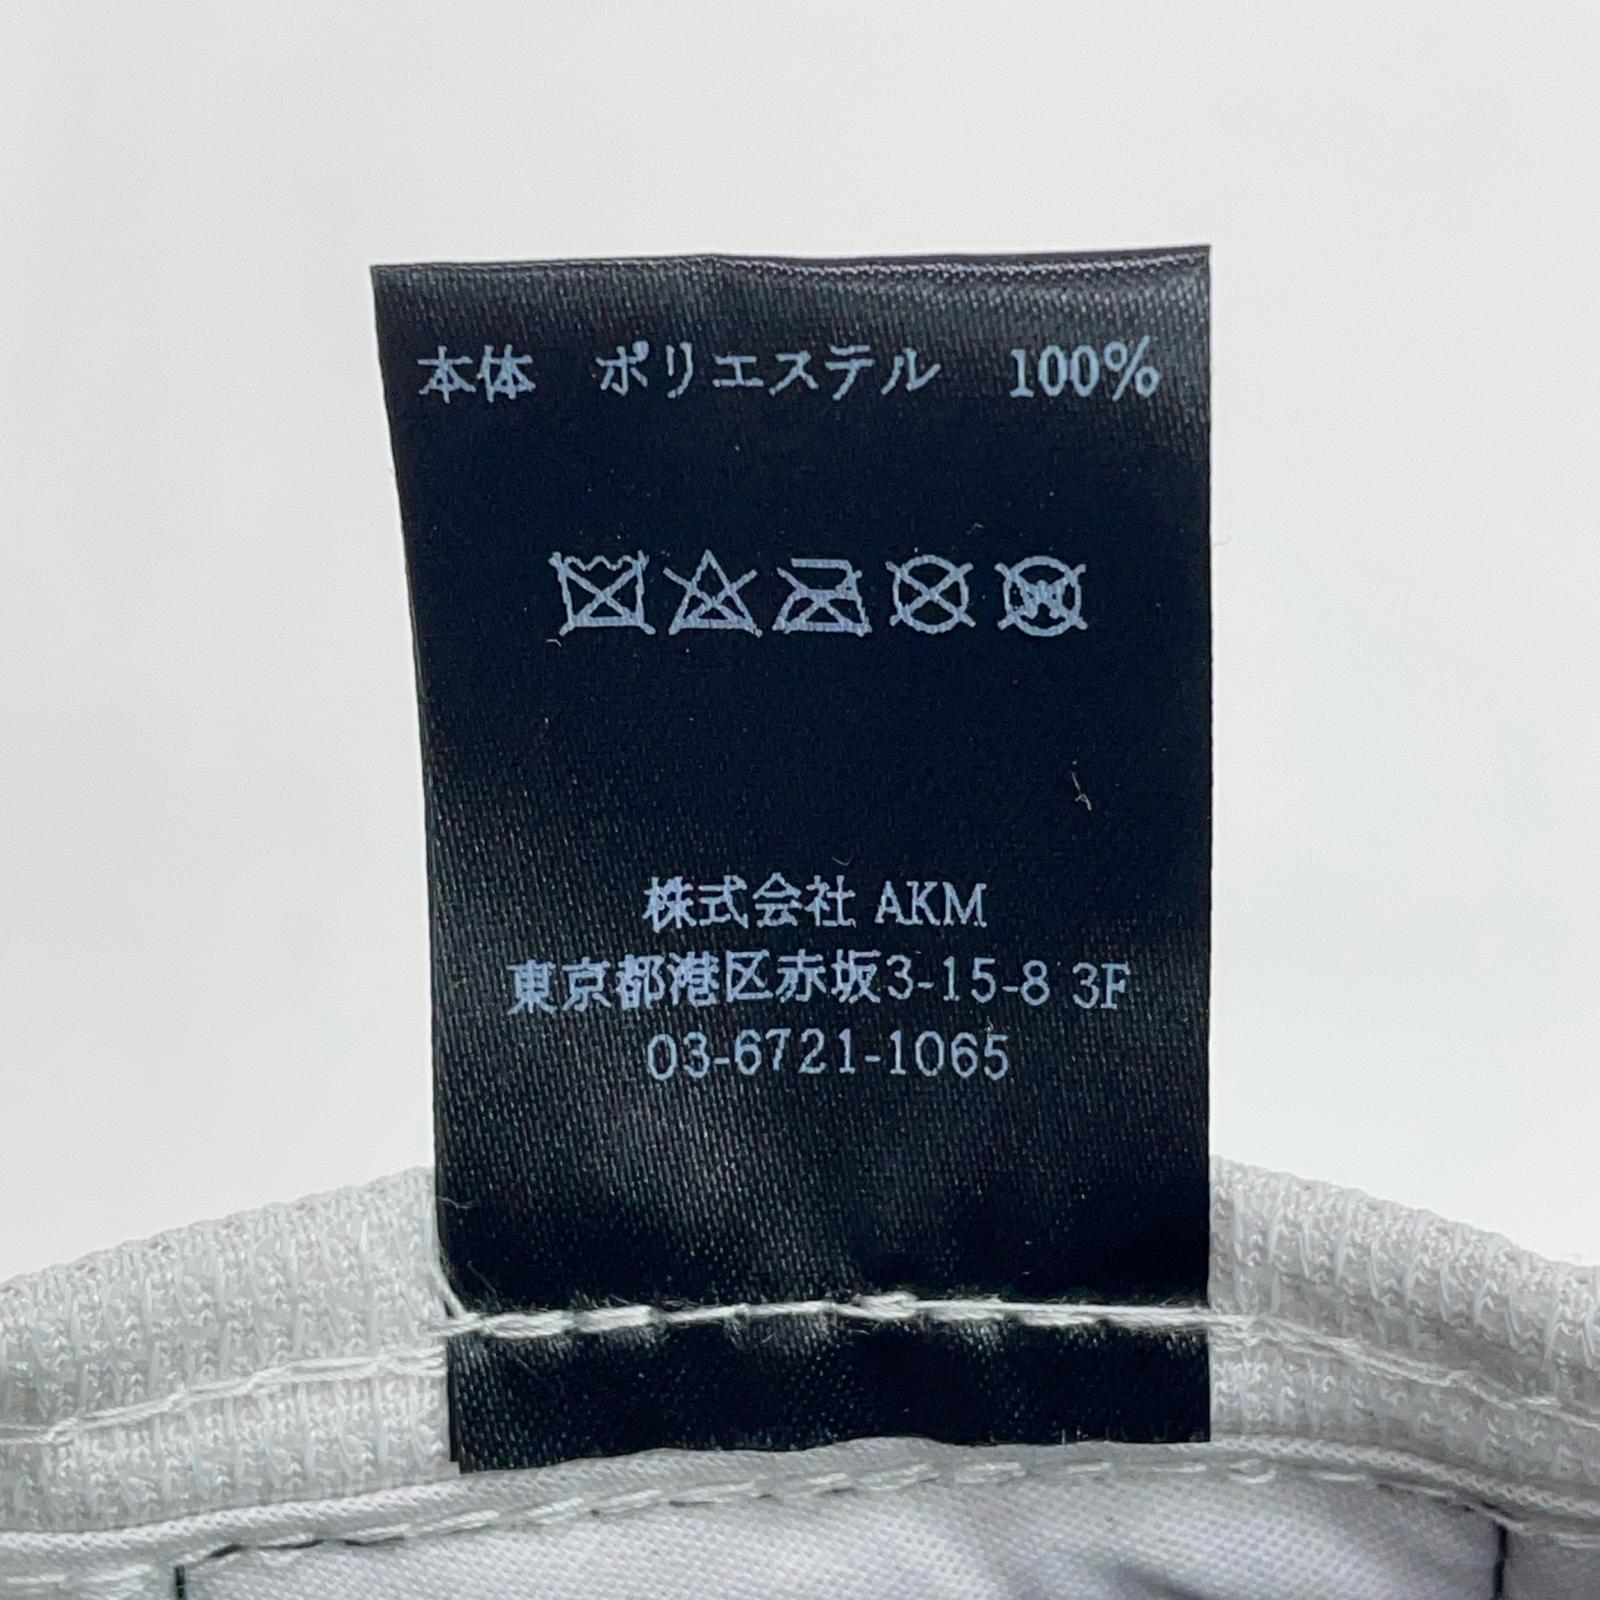 本体 ポリエステル 100%
W
株式会社 AKM
東京都港区赤坂3-15-8 3F
03-6721-1065